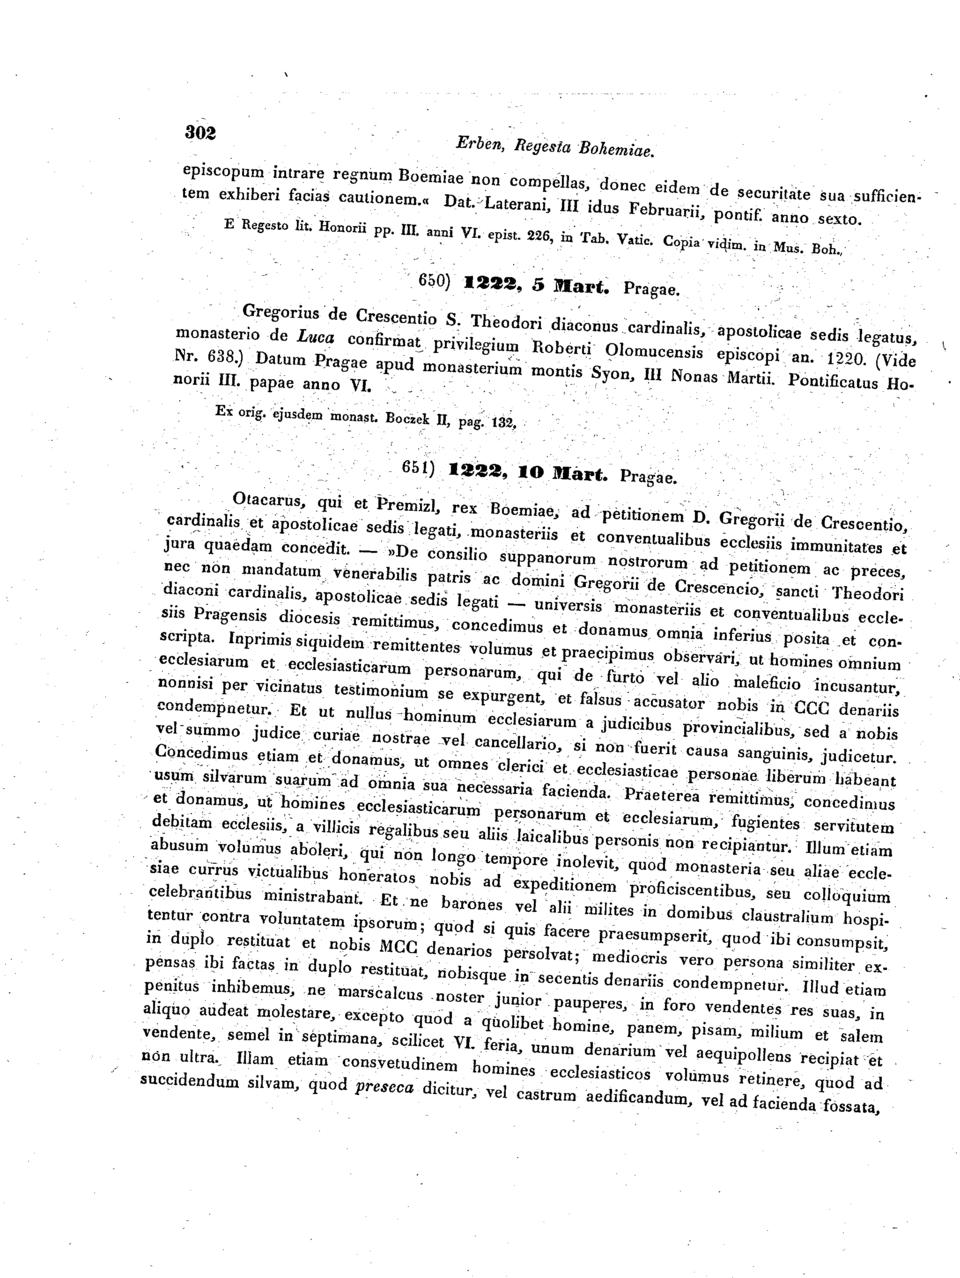 302
Erben, Regesta Bohemiae.
episcopum intrare regnum Boemiae non compellas, donec eidem de securitate sua sufficien-
tem exhiberi facias cautionem.« Dat. Laterani, III idus Februarii, pontif. anno sexto.
E Regesto lit. Honorii pp. III. anni VI. epist. 226, in Tab. Vatic. Copia vidim. in Mus. Boh.,
650) 1222, 5 Mart. Pragae.
Gregorius de Crescentio S. Theodori diaconus cardinalis, apostolicae sedis legatus,
monasterio de Luca confirmat privilegium Roberti Olomucensis episcopi an. 1220. (Vide
Nr. 638.) Datum Pragae apud monasterium montis Syon, III Nonas Martii. Pontificatus Ho-
norii III. papae anno VI.
Ex orig. ejusdem monast. Boczek II, pag. 132,
651) 1222, 10 Mart. Pragae.
Otacarus, qui et Premizl, rex Boemiae, ad petitionem D. Gregorii de Crescentio,
cardinalis et apostolicae sedis legati, monasteriis et conventualibus ecclesiis immunitates et
jura quaedam concedit. — »De consilio suppanorum nostrorum ad petitionem ac preces,
nec non mandatum venerabilis patris ac domini Gregorii de Crescencio, sancti Theodori
diaconi cardinalis, apostolicae sedis legati — universis monasteriis et conventualibus eccle-
siis Pragensis diocesis remittimus, concedimus et donamus omnia inferius posita et con-
scripta. Inprimis siquidem remittentes volumus et praecipimus observari, ut homines omnium
ecclesiarum et ecclesiasticarum personarum, qui de furto vel alio maleficio incusantur,
nonnisi per vicinatus testimonium se expurgent, et falsus accusator nobis in CCC denariis
condempnetur. Et ut nullus hominum ecclesiarum a judicibus provincialibus, sed a nobis
vel summo judice curiae nostrae vel cancellario, si non fuerit causa sanguinis, judicetur.
Concedimus etiam et donamus, ut omnes clerici et ecclesiasticae personae liberum habeant
usum silvarum suarum ad omnia sua necessaria facienda. Praeterea remittimus, concedimus
et donamus, ut homines ecclesiasticarum personarum et ecclesiarum, fugientes servitutem
debitam ecclesiis, a villicis regalibus seu aliis laicalibus personis non recipiantur. Illum etiam
abusum volumus aboleri, qui non longo tempore inolevit, quod monasteria seu aliae eccle-
siae currus victualibus honeratos nobis ad expeditionem proficiscentibus, seu colloquium
celebrantibus ministrabant. Et ne barones vel alii milites in domibus claustralium hospi-
tentur contra voluntatem ipsorum; quod si quis facere praesumpserit, quod ibi consumpsit,
in duplo restituat et nobis MCC denarios persolvat; mediocris vero persona similiter ex-
pensas ibi factas in duplo restituat, nobisque in secentis denariis condempnetur. Illud etiam
penitus inhibemus, ne marscalcus noster junior pauperes, in foro vendentes res suas, in
aliquo audeat molestare, excepto quod a quolibet homine, panem, pisam, milium et salem
vendente, semel in septimana, scilicet VI. feria, unum denarium vel aequipollens recipiat et
non ultra. Illam etiam consvetudinem homines ecclesiasticos volumus retinere, quod ad
succidendum silvam, quod preseca dicitur, vel castrum aedificandum, vel ad facienda fossata,